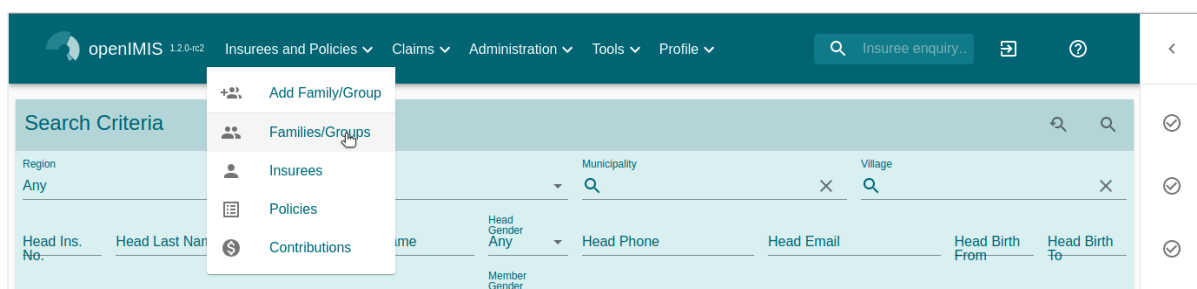 openIMIS 1.2.0-rc2 Insurees and Policies Claims Administration Tools Profile Insuree enquiry..
Add Family/Group
Search Criteria
Families/Groups
Region
Municipality
Village
Any
Insurees
Policies
Head Gender
Head Ins. No.
Head Last Nan
ame
Any
Head Phone
Head Email
Head Birth From
Head Birth To
Contributions
Member Gender